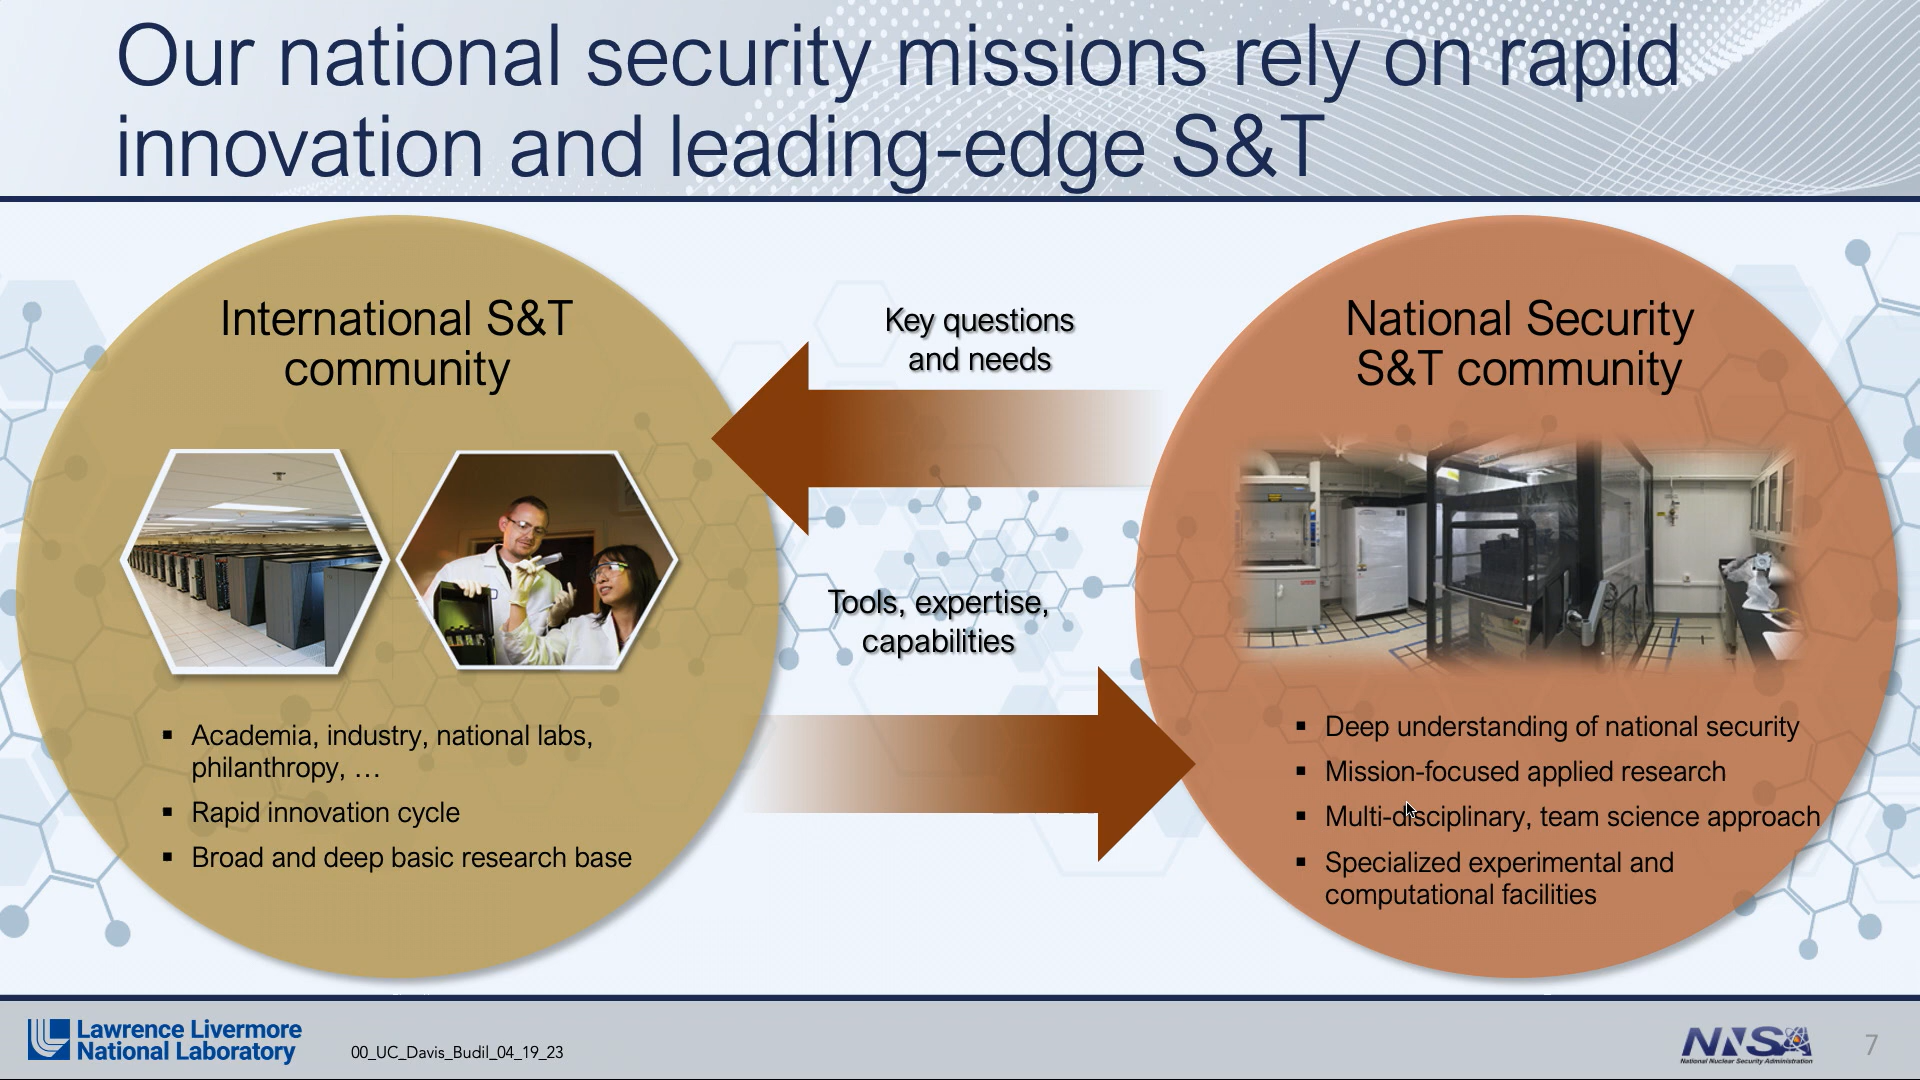 Our national security missions rely on rapid
innovation and leading-edge S&T
International S&T
community
▪ Academia, industry, national labs,
philanthropy, …
▪ Rapid innovation cycle
▪ Broad and deep basic research base
Key questions
and needs
Tools, expertise,
capabilities
National Security
S&T community
▪ Deep understanding of national security
▪ Mission-focused applied research
▪ Multi-disciplinary, team science approach
▪ Specialized experimental and
computational facilities
Lawrence Livermore
National Laboratory
00_UC_Davis_Budil_04_19_23
NNSA
National Nuclear Security Administration
7